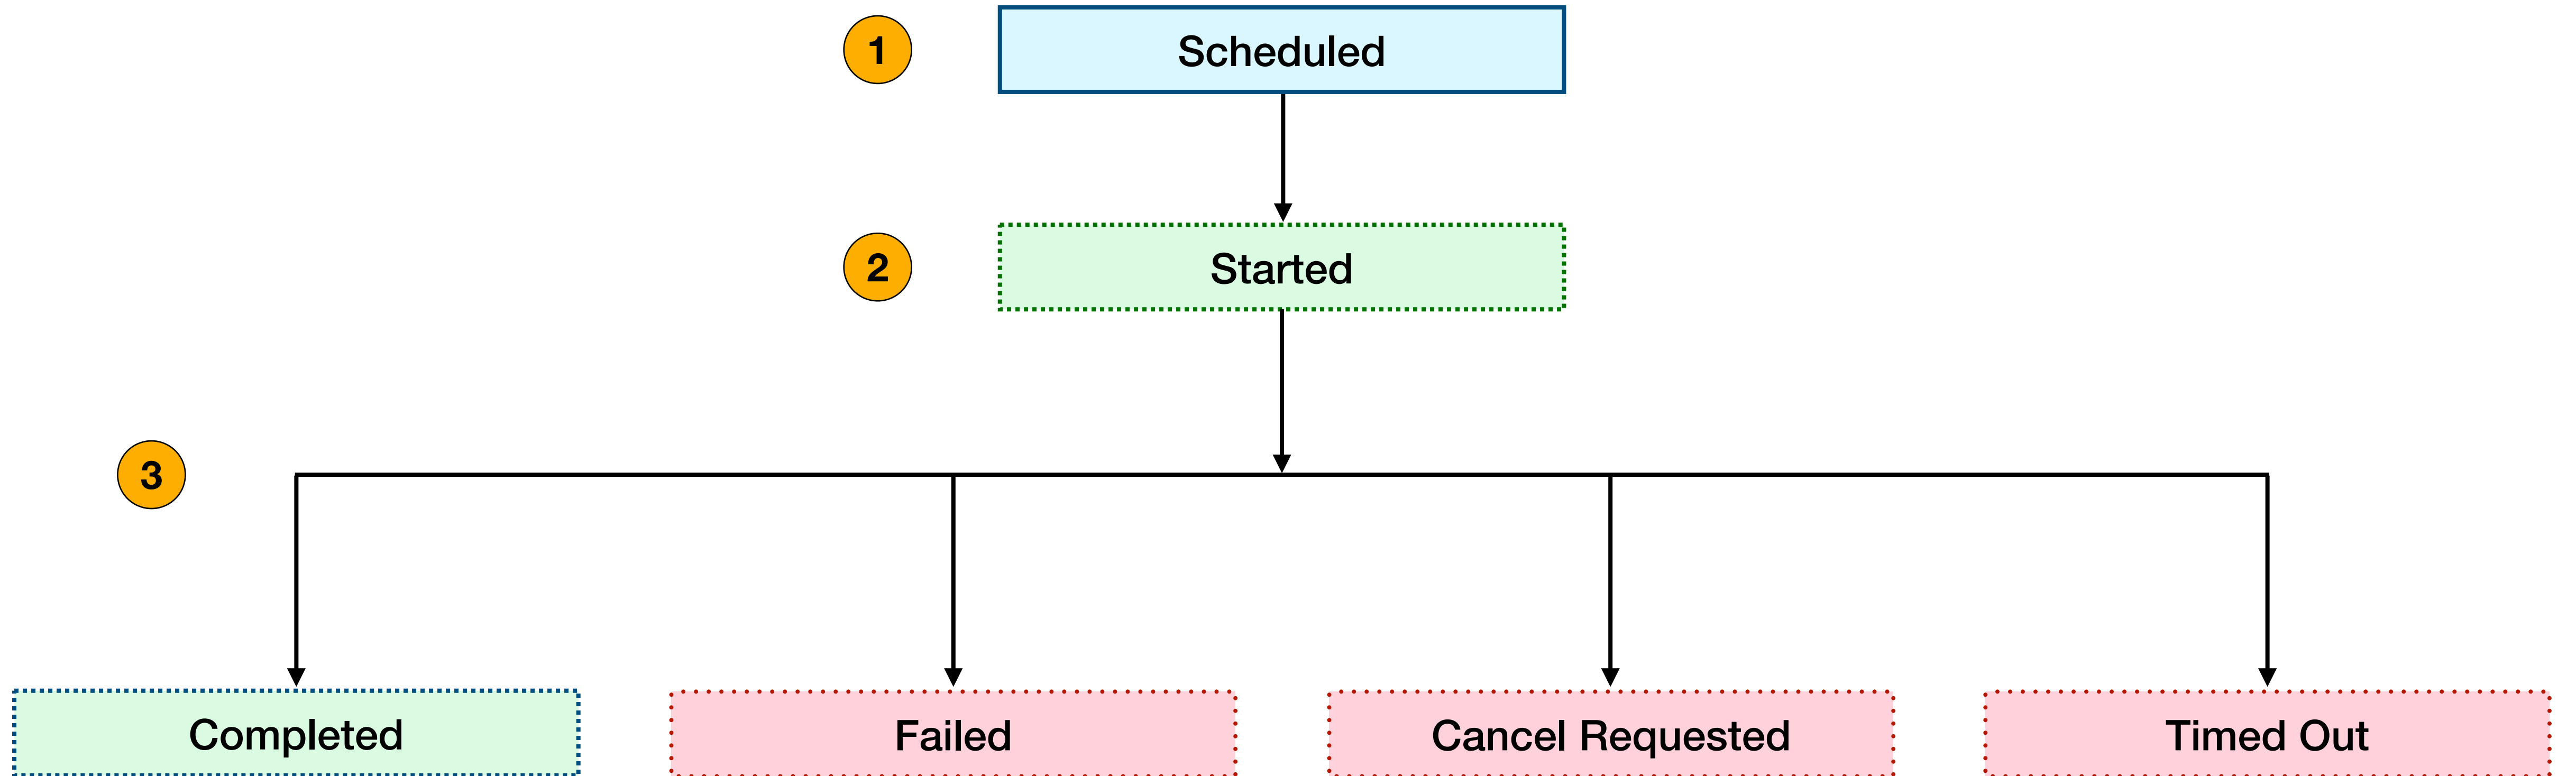 1
Scheduled
2
Started
3
Completed
Failed
Cancel Requested
Timed Out